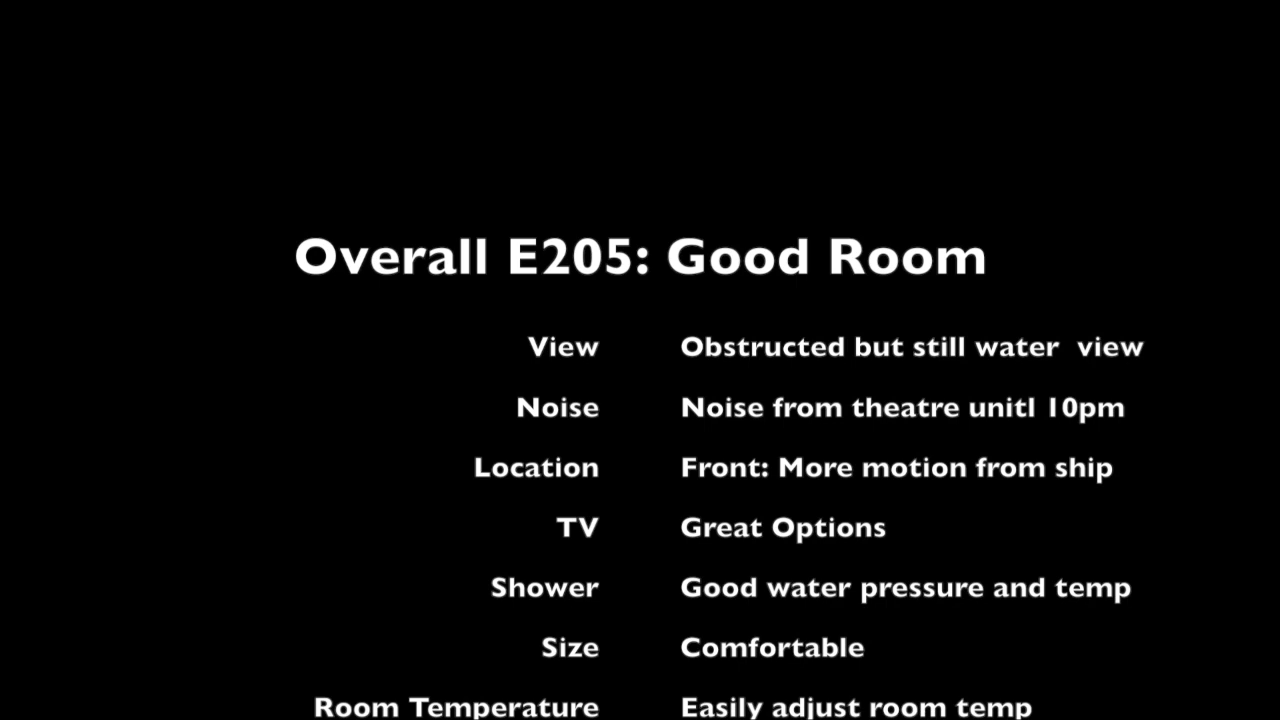 Overall E205: Good Room
View Obstructed but still water view
Noise Noise from theatre unitl 10pm
Location Front: More motion from ship
TV Great Options
Shower Good water pressure and temp
Size Comfortable
Room Temperature Easily adjust room temp